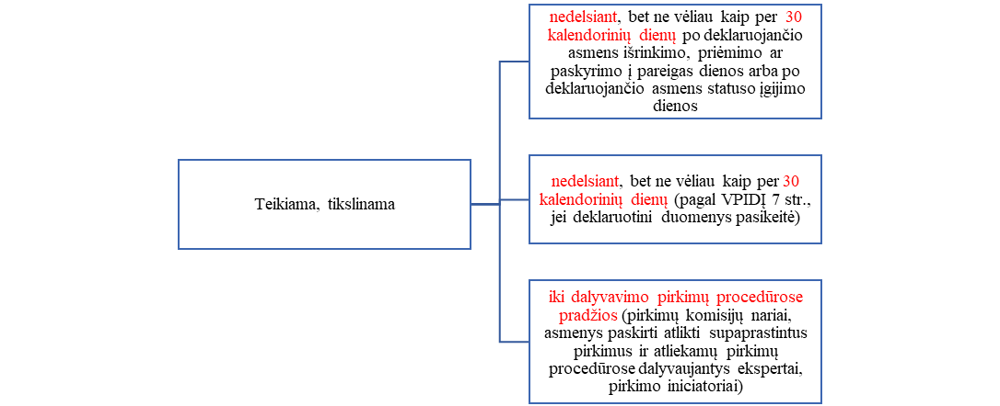 nedelsiant, bet ne vėliau kaip per 30
kalendorinių dienų po deklaruojančio
asmens išrinkimo, priėmimo ar
paskyrimo į pareigas dienos arba po
deklaruojančio asmens statuso įgijimo
dienos
Teikiama, tikslinama
nedelsiant, bet ne vėliau kaip per 30
kalendorinių dienų (pagal VPIDĮ 7 str.,
jei deklaruotini duomenys pasikeitė)
iki dalyvavimo pirkimų procedūrose
pradžios (pirkimų komisijų nariai,
asmenys paskirti atlikti supaprastintus
pirkimus ir atliekamų pirkimų
procedūrose dalyvaujantys ekspertai,
pirkimo iniciatoriai)